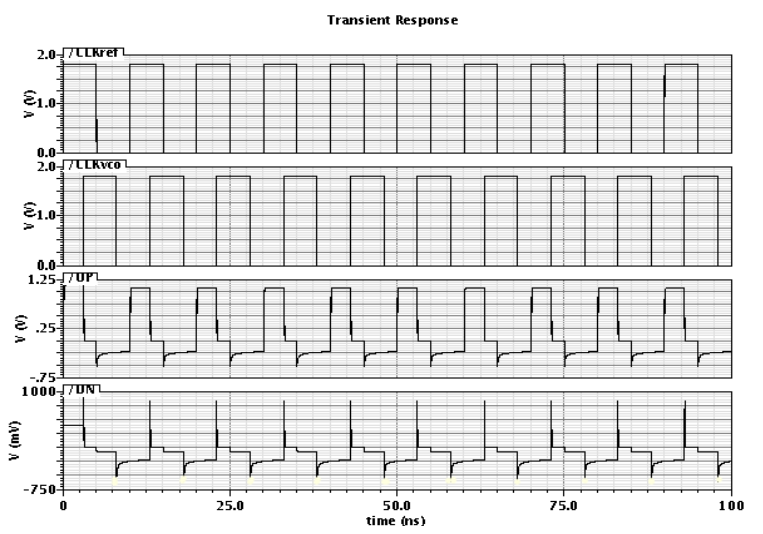 Transient Response
/CLKref
2.0
V (V)
1.0
0.0
/CLKvco
2.0
V (V)
1.0
0.0
/UP
1.25
V (V)
.25
-.75
/DN
1000
V (mV)
-750
0 25.0 50.0 75.0 100
time (ns)